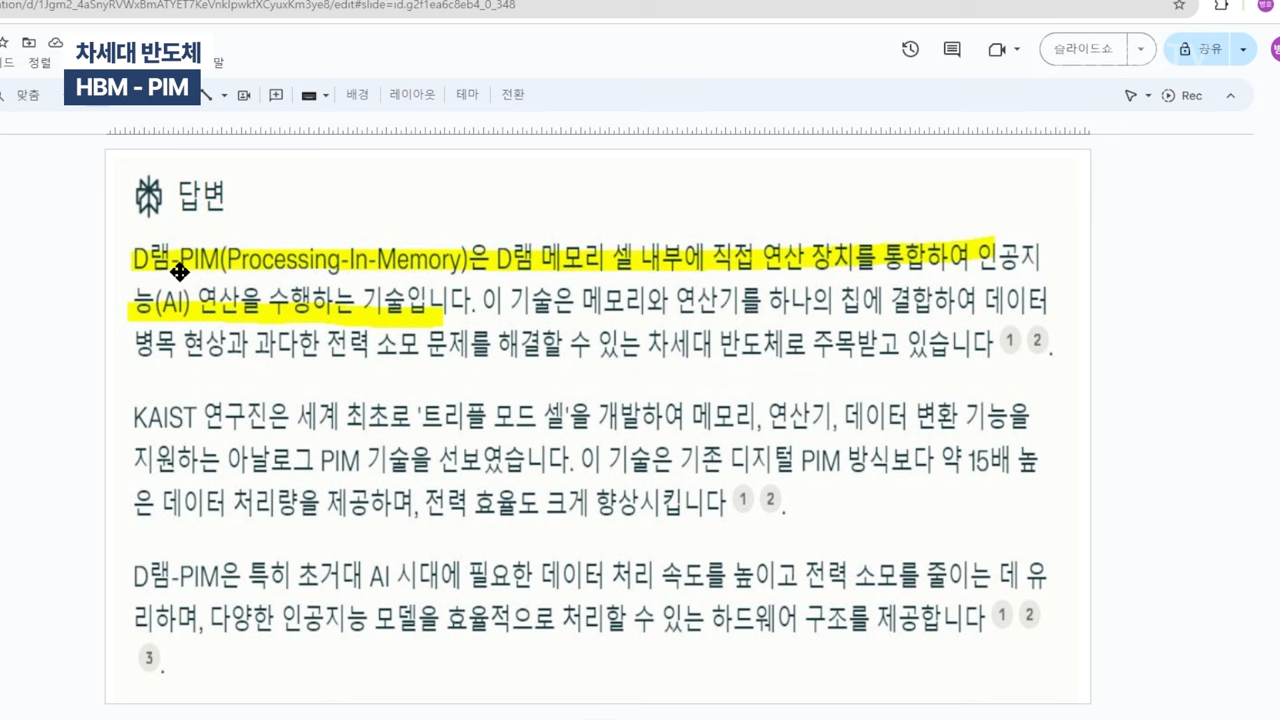 ation/d/1Jgm2_4aSnyRVWxBmATYET7KeVnkIpwkfXCyuxKm3ye8/edit#slide=id.g2f1ea6c8eb4_0_348
정렬
차세대 반도체
HBM - PIM
말
슬라이드쇼
공유
맞춤
배경
레이아웃
테마
전환
Rec
답변
D램-PIM(Processing-In-Memory)은 D램 메모리 셀 내부에 직접 연산 장치를 통합하여 인공지
능(AI) 연산을 수행하는 기술입니다. 이 기술은 메모리와 연산기를 하나의 칩에 결합하여 데이터
병목 현상과 과다한 전력 소모 문제를 해결할 수 있는 차세대 반도체로 주목받고 있습니다 1 2 .
KAIST 연구진은 세계 최초로 '트리플 모드 셀'을 개발하여 메모리, 연산기, 데이터 변환 기능을
지원하는 아날로그 PIM 기술을 선보였습니다. 이 기술은 기존 디지털 PIM 방식보다 약 15배 높
은 데이터 처리량을 제공하며, 전력 효율도 크게 향상시킵니다 1 2 .
D램-PIM은 특히 초거대 AI 시대에 필요한 데이터 처리 속도를 높이고 전력 소모를 줄이는 데 유
리하며, 다양한 인공지능 모델을 효율적으로 처리할 수 있는 하드웨어 구조를 제공합니다 1 2
3 .